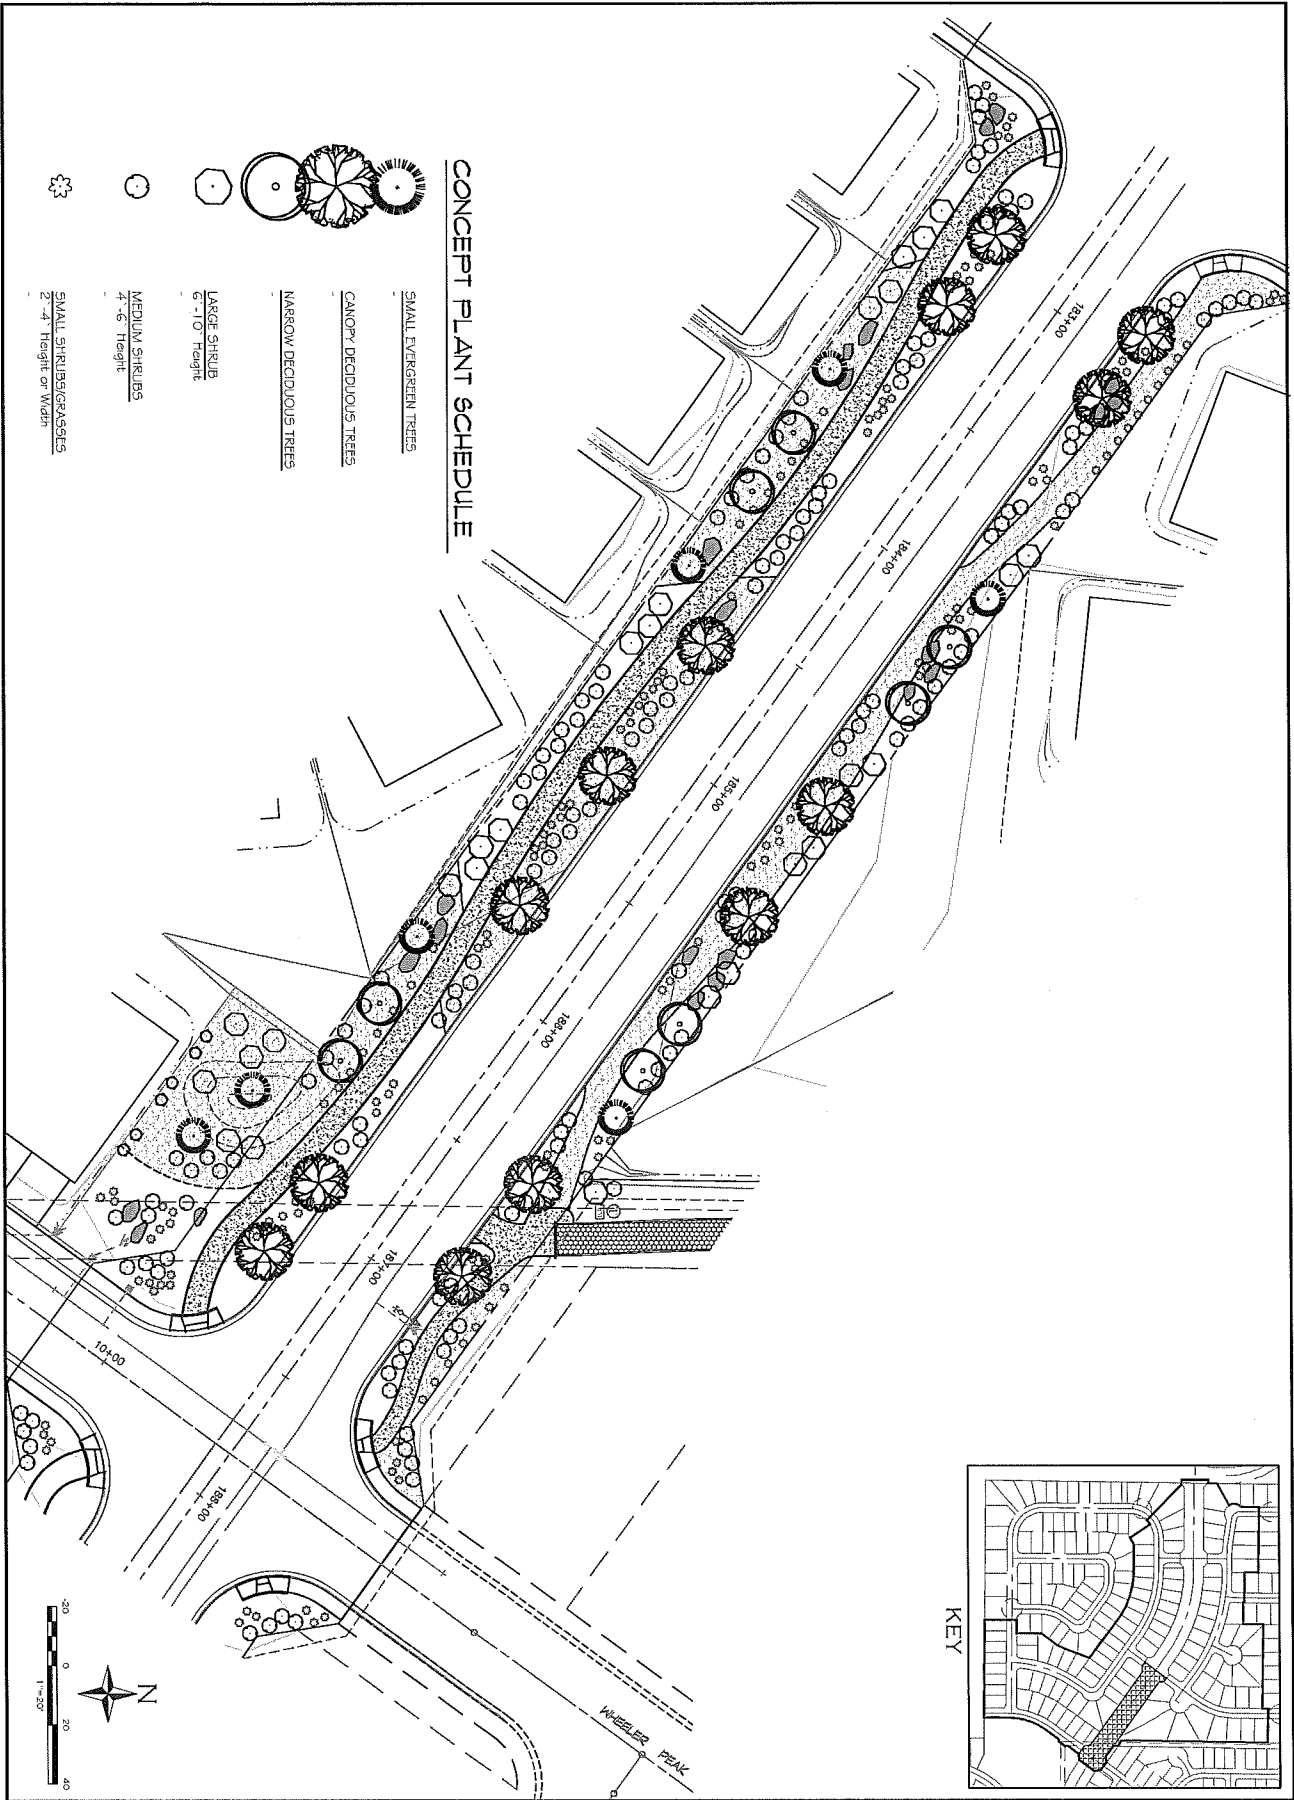 CONCEPT PLANT SCHEDULE
SMALL EVERGREEN TREES
-
CANOPY DECIDUOUS TREES
-
NARROW DECIDUOUS TREES
-
LARGE SHRUB
6'-10' Height
-
MEDIUM SHRUBS
4'-6' Height
-
SMALL SHRUBS/GRASSES
2'-4' Height or Width
-
183+00
184+00
185+00
186+00
187+00
188+00
10+00
WHEELER PEAK
KEY
N
-20 0 20 40
1"=20'